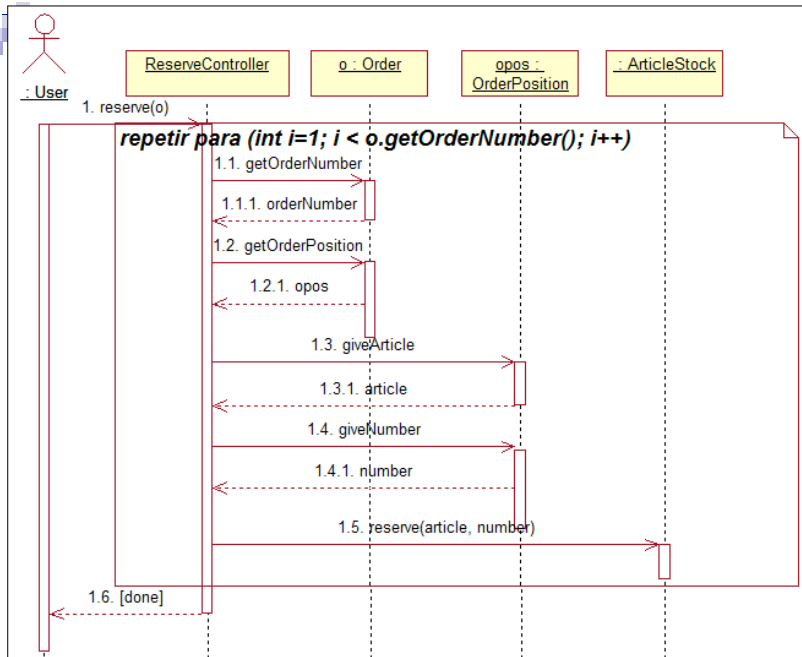 : User
ReserveController
o : Order
opos :
OrderPosition
: ArticleStock
1. reserve(o)
repetir para (int i=1; i < o.getOrderNumber(); i++)
1.1. getOrderNumber
1.1.1. orderNumber
1.2. getOrderPosition
1.2.1. opos
1.3. giveArticle
1.3.1. article
1.4. giveNumber
1.4.1. number
1.5. reserve(article, number)
1.6. [done]